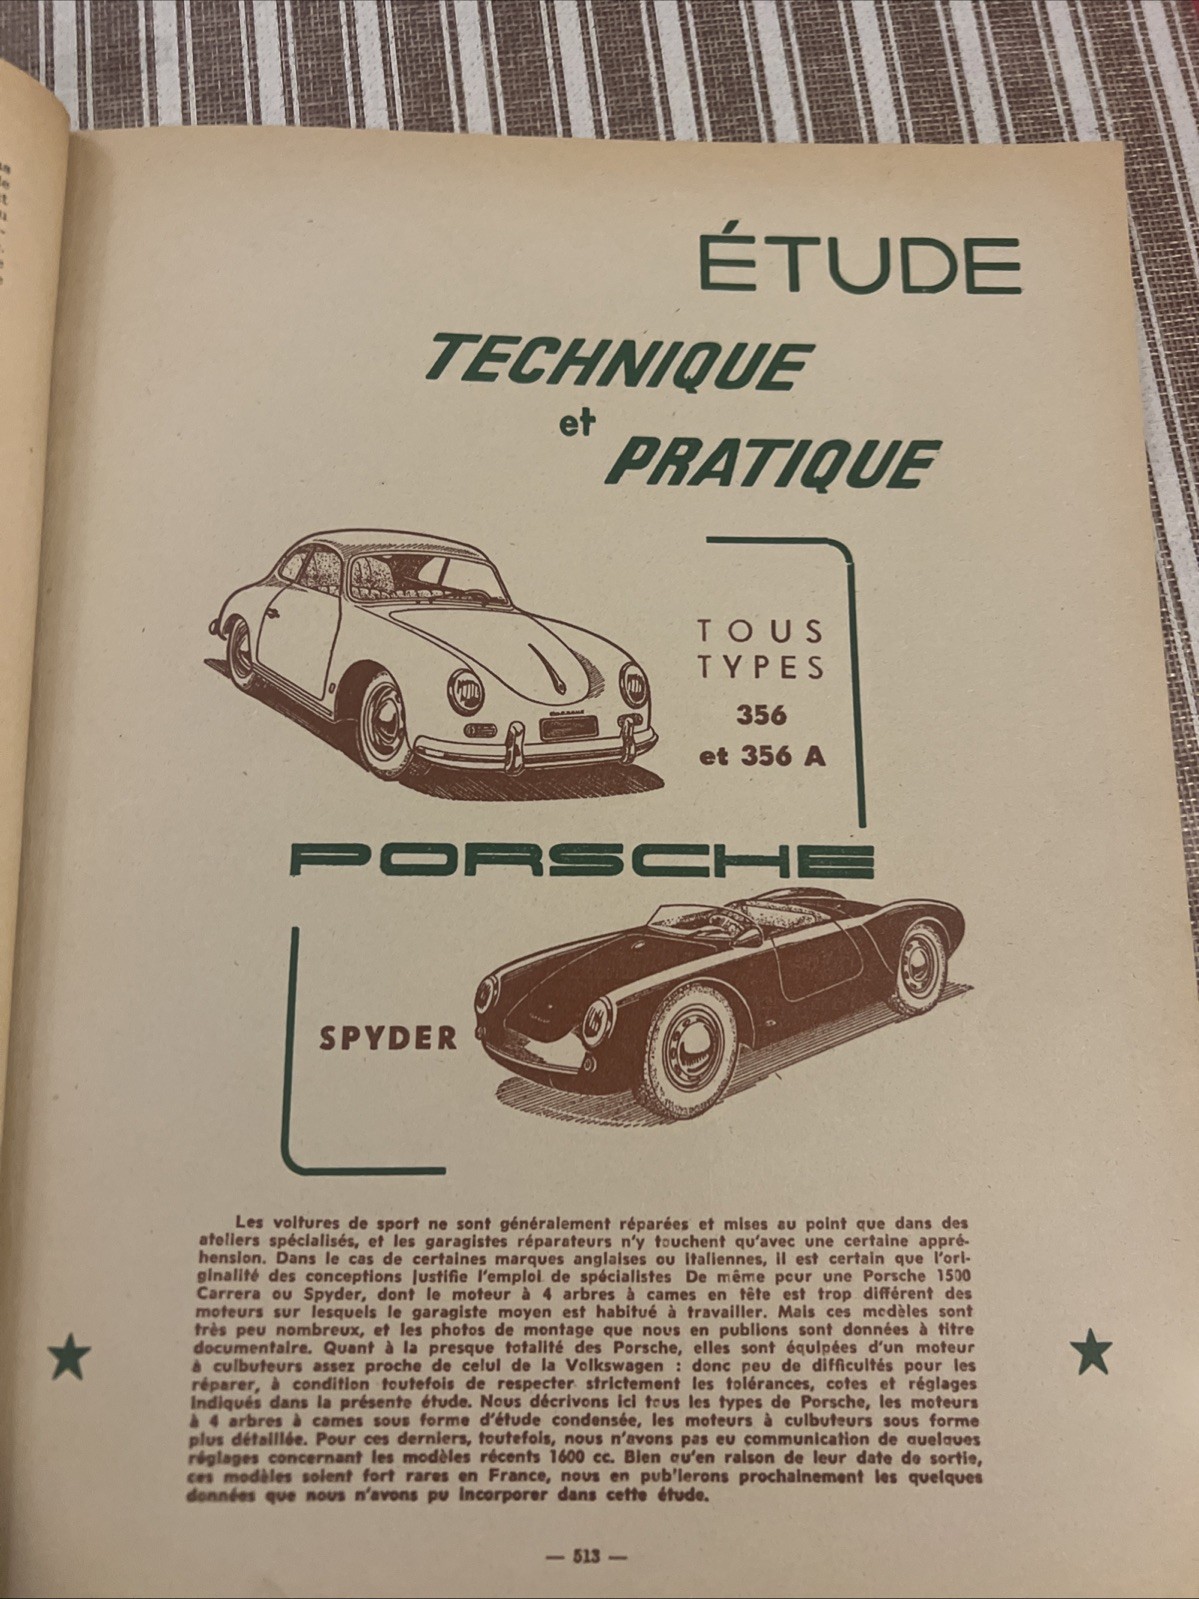 ÉTUDE
TECHNIQUE
et
PRATIQUE
TOUS
TYPES
356
et 356 A
PORSCHE
SPYDER
Les voitures de sport ne sont généralement réparées et mises au point que dans des
ateliers spécialisés, et les garagistes réparateurs n'y touchent qu'avec une certaine appré-
hension. Dans le cas de certaines marques anglaises ou italiennes, il est certain que l'ori-
ginalité des conceptions justifie l'emploi de spécialistes De même pour une Porsche 1500
Carrera ou Spyder, dont le moteur à 4 arbres à cames en tête est trop différent des
moteurs sur lesquels le garagiste moyen est habitué à travailler. Mais ces modèles sont
très peu nombreux, et les photos de montage que nous en publions sont données à titre
documentaire. Quant à la presque totalité des Porsche, elles sont équipées d'un moteur
à culbuteurs assez proche de celui de la Volkswagen : donc peu de difficultés pour les
réparer, à condition toutefois de respecter strictement les tolérances, cotes et réglages
indiqués dans la présente étude. Nous décrivons ici tous les types de Porsche, les moteurs
à 4 arbres à cames sous forme d'étude condensée, les moteurs à culbuteurs sous forme
plus détaillée. Pour ces derniers, toutefois, nous n'avons pas eu communication de quelques
réglages concernant les modèles récents 1600 cc. Bien qu'en raison de leur date de sortie,
ces modèles soient fort rares en France, nous en pub'ierons prochainement les quelques
données que nous n'avons pu incorporer dans cette étude.
— 513 —